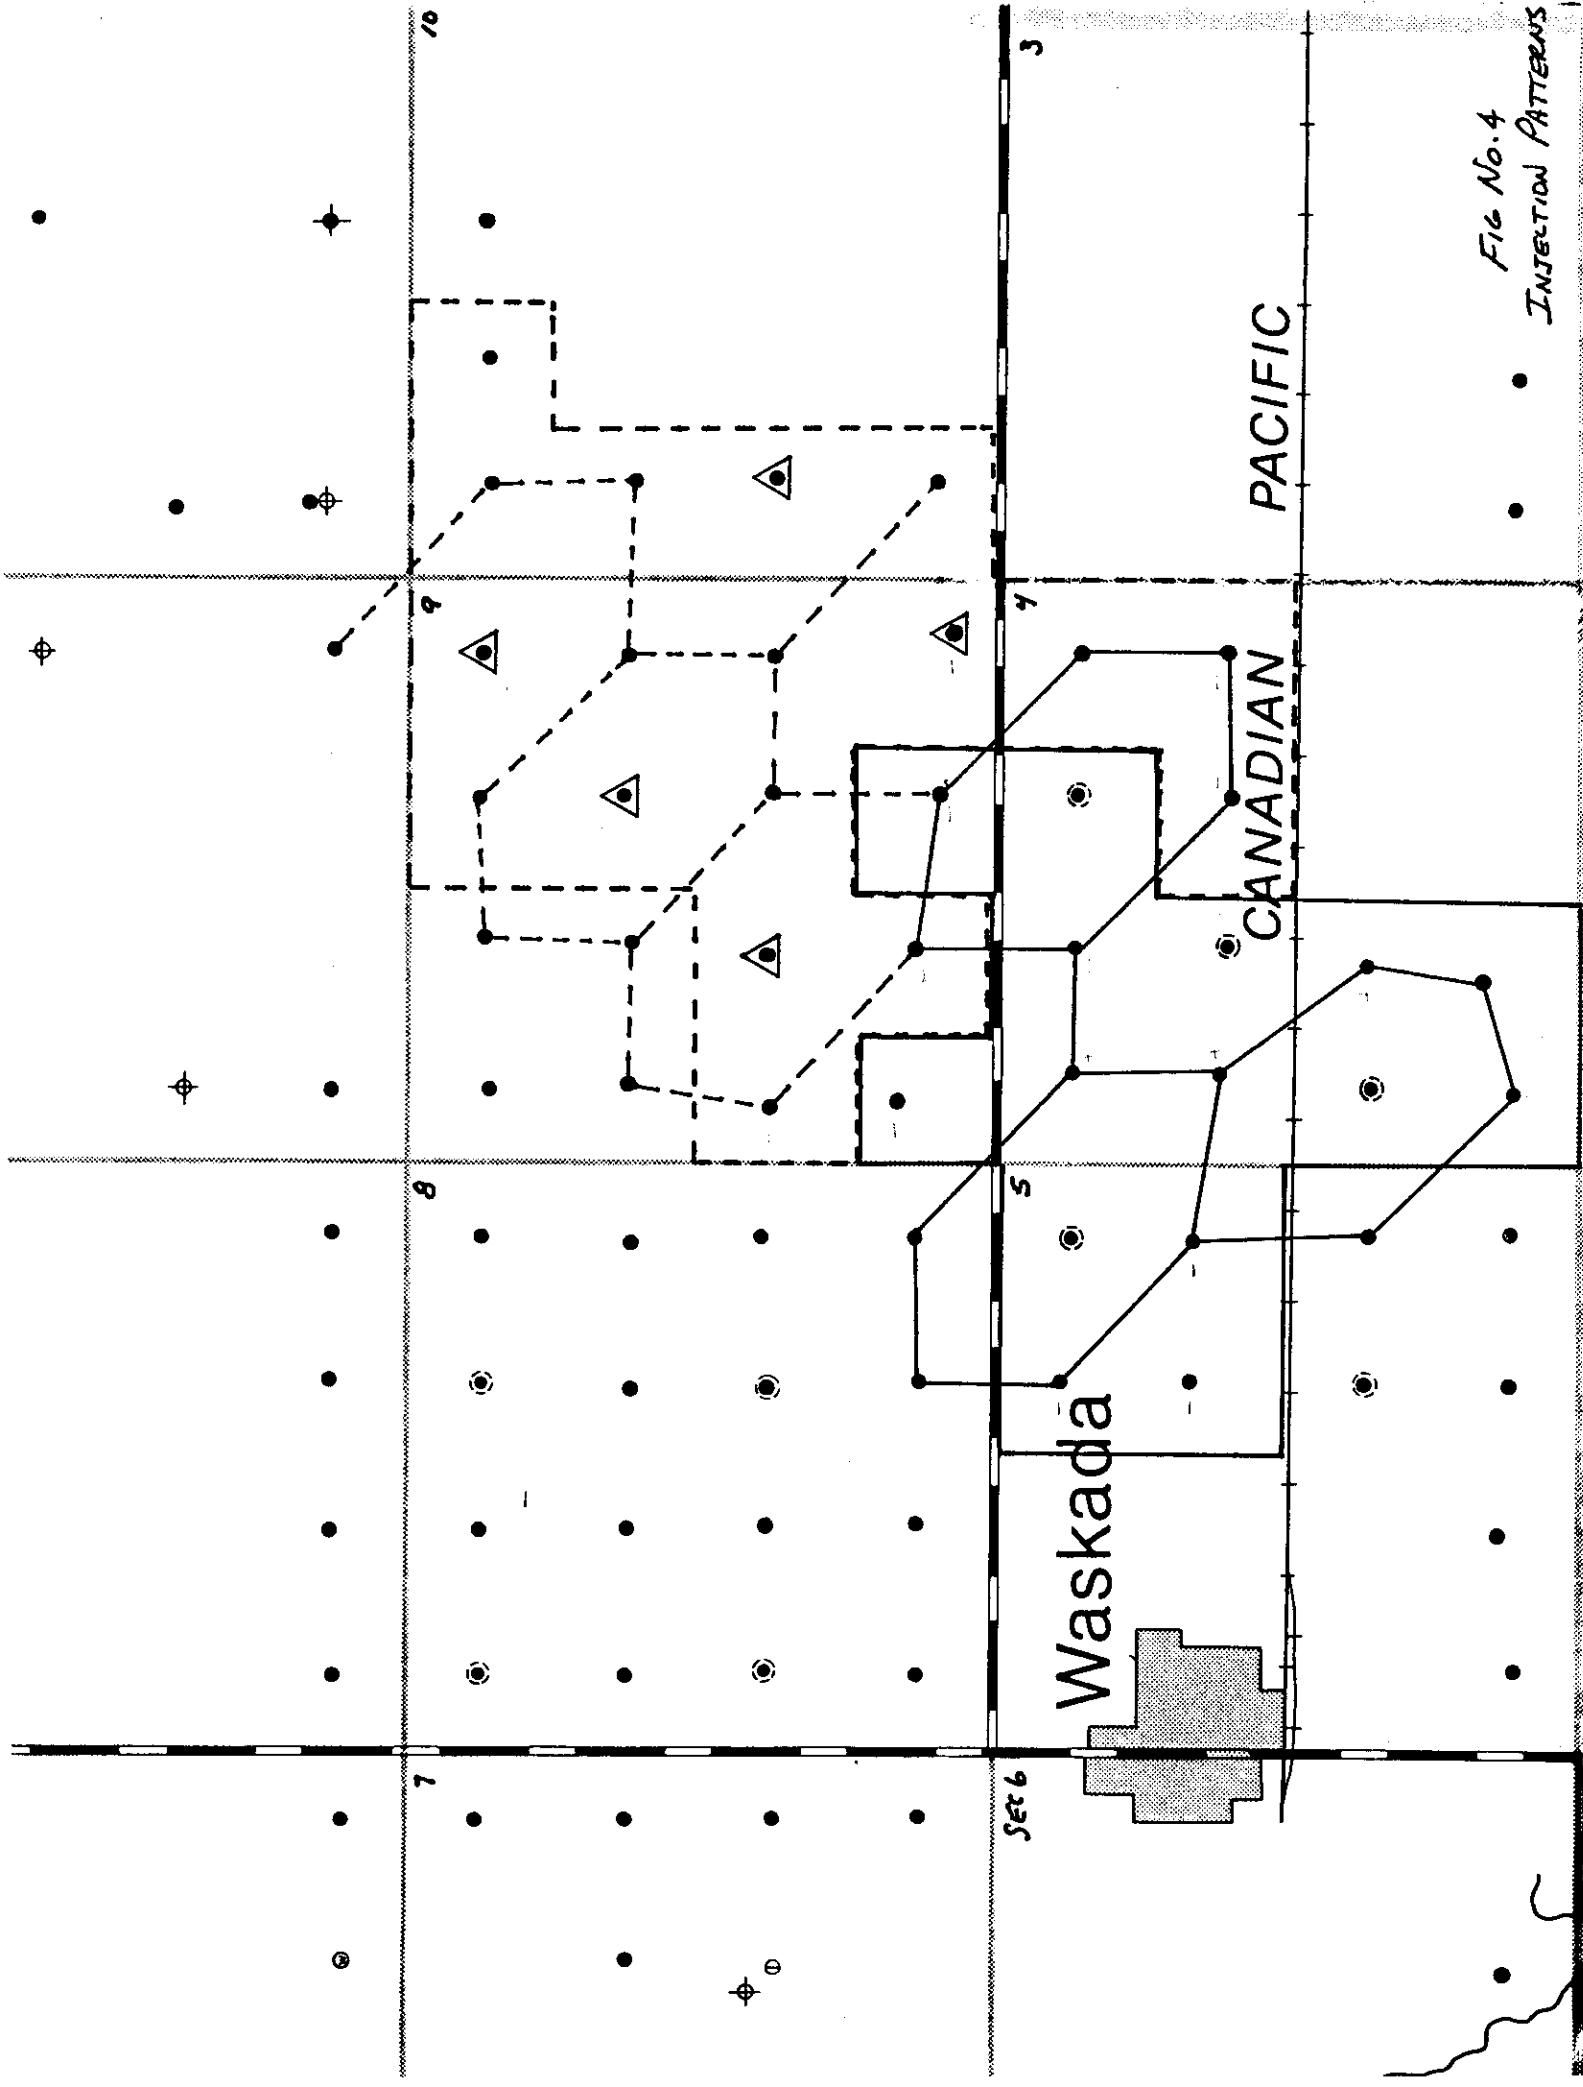 10
9
8
7
3
4
5
SEC 6
Waskada
CANADIAN PACIFIC
FIG No. 4
INJECTION PATTERNS